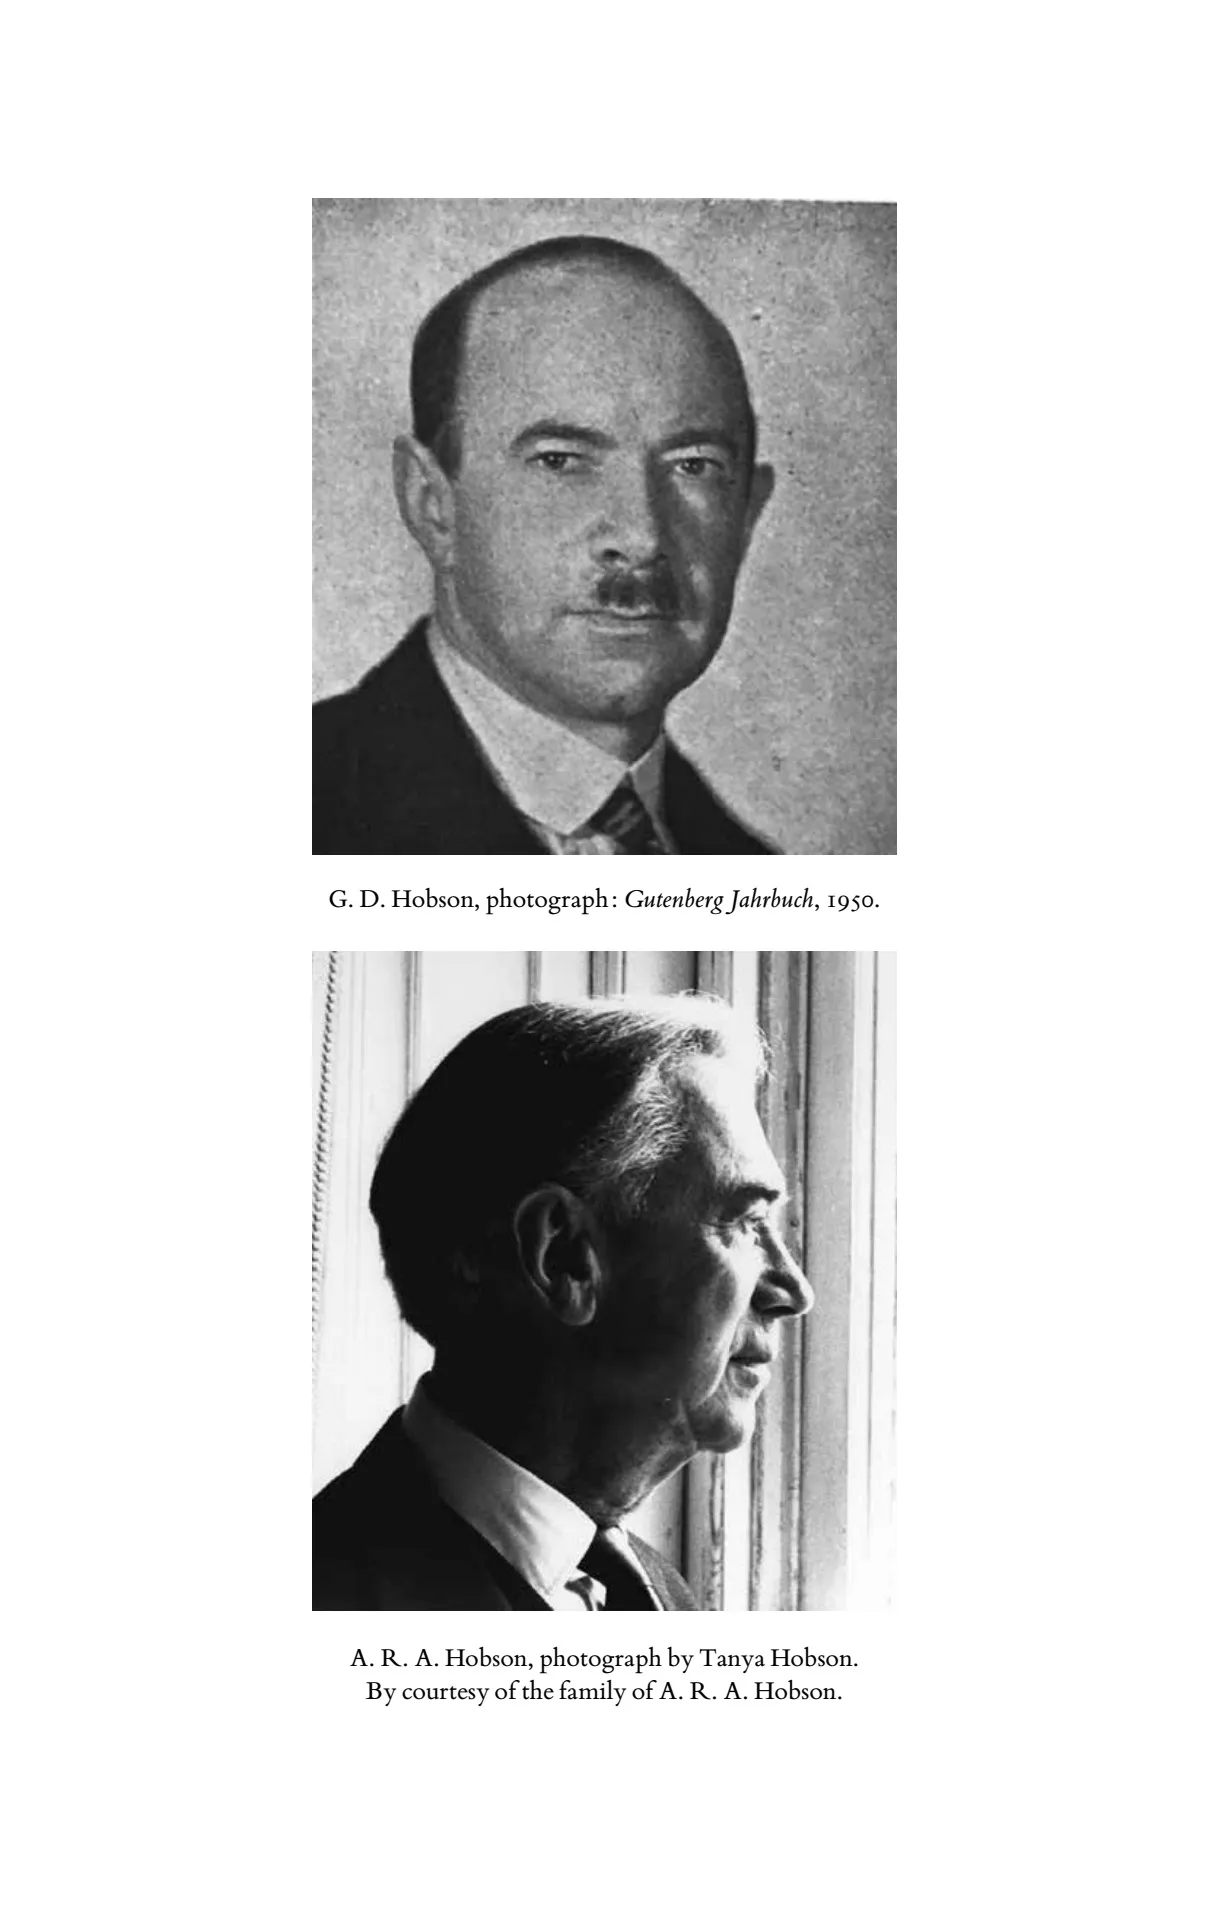 G. D. Hobson, photograph: Gutenberg Jahrbuch, 1950.
A. R. A. Hobson, photograph by Tanya Hobson.
By courtesy of the family of A. R. A. Hobson.